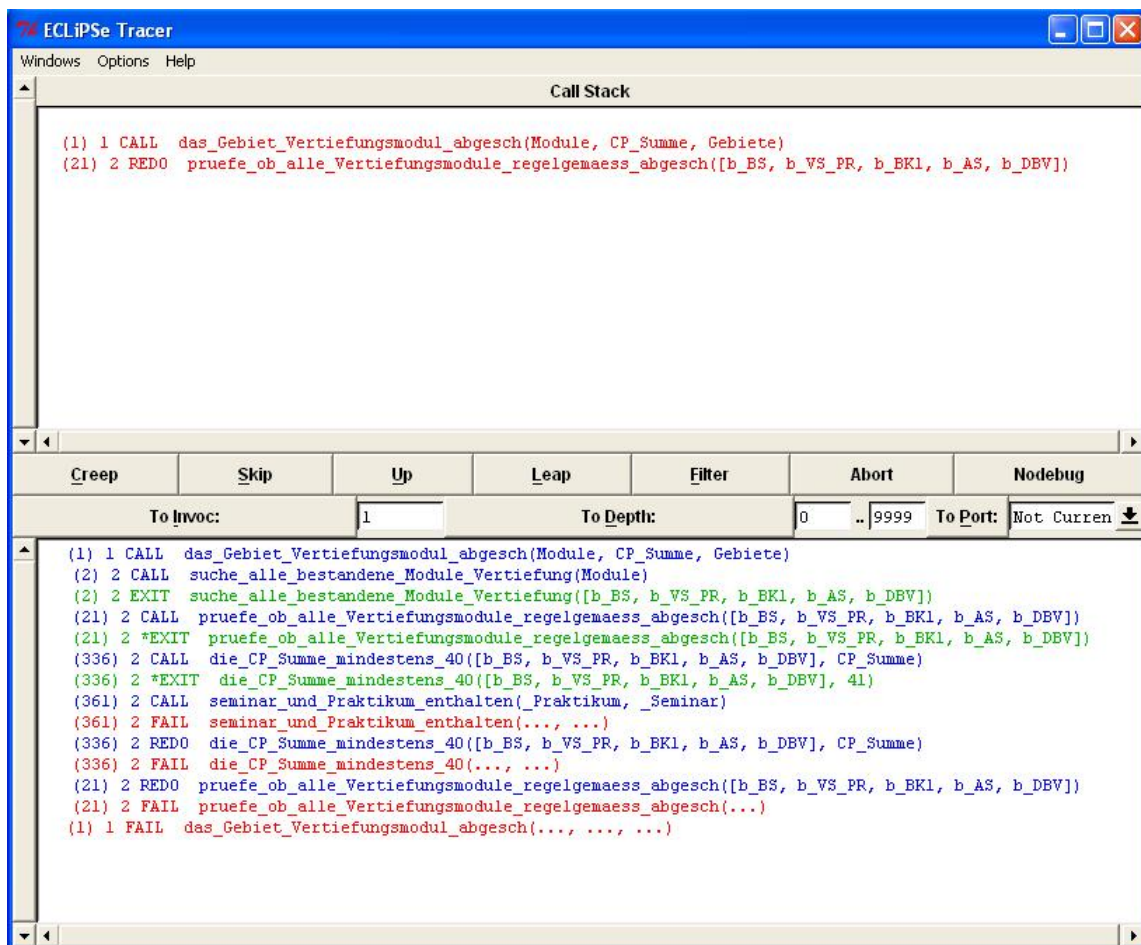 ECLiPSe Tracer
Windows Options Help
Call Stack
(1) 1 CALL das_Gebiet_Vertiefungsmodul_abgesch(Module, CP_Summe, Gebiete)
(21) 2 REDO pruefe_ob_alle_Vertiefungsmodule_regelgemaess_abgesch([b_BS, b_VS_PR, b_BK1, b_AS, b_DBV])
Creep Skip Up Leap Filter Abort Nodebug
To Invoc: 1 To Depth: 0 .. 9999 To Port: Not Curren
(1) 1 CALL das_Gebiet_Vertiefungsmodul_abgesch(Module, CP_Summe, Gebiete)
(2) 2 CALL suche_alle_bestandene_Module_Vertiefung(Module)
(2) 2 EXIT suche_alle_bestandene_Module_Vertiefung([b_BS, b_VS_PR, b_BK1, b_AS, b_DBV])
(21) 2 CALL pruefe_ob_alle_Vertiefungsmodule_regelgemaess_abgesch([b_BS, b_VS_PR, b_BK1, b_AS, b_DBV])
(21) 2 *EXIT pruefe_ob_alle_Vertiefungsmodule_regelgemaess_abgesch([b_BS, b_VS_PR, b_BK1, b_AS, b_DBV])
(336) 2 CALL die_CP_Summe_mindestens_40([b_BS, b_VS_PR, b_BK1, b_AS, b_DBV], CP_Summe)
(336) 2 *EXIT die_CP_Summe_mindestens_40([b_BS, b_VS_PR, b_BK1, b_AS, b_DBV], 41)
(361) 2 CALL seminar_und_Praktikum_enthalten(_Praktikum, _Seminar)
(361) 2 FAIL seminar_und_Praktikum_enthalten(..., ...)
(336) 2 REDO die_CP_Summe_mindestens_40([b_BS, b_VS_PR, b_BK1, b_AS, b_DBV], CP_Summe)
(336) 2 FAIL die_CP_Summe_mindestens_40(..., ...)
(21) 2 REDO pruefe_ob_alle_Vertiefungsmodule_regelgemaess_abgesch([b_BS, b_VS_PR, b_BK1, b_AS, b_DBV])
(21) 2 FAIL pruefe_ob_alle_Vertiefungsmodule_regelgemaess_abgesch(...)
(1) 1 FAIL das_Gebiet_Vertiefungsmodul_abgesch(..., ..., ...)